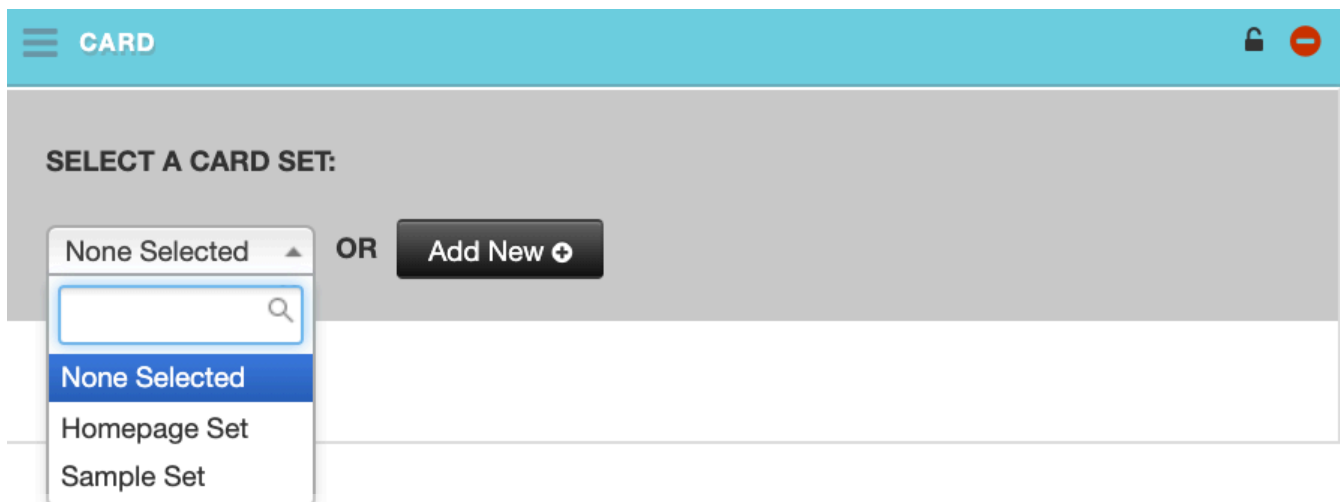 CARD
SELECT A CARD SET:
None Selected OR Add New
None Selected
Homepage Set
Sample Set